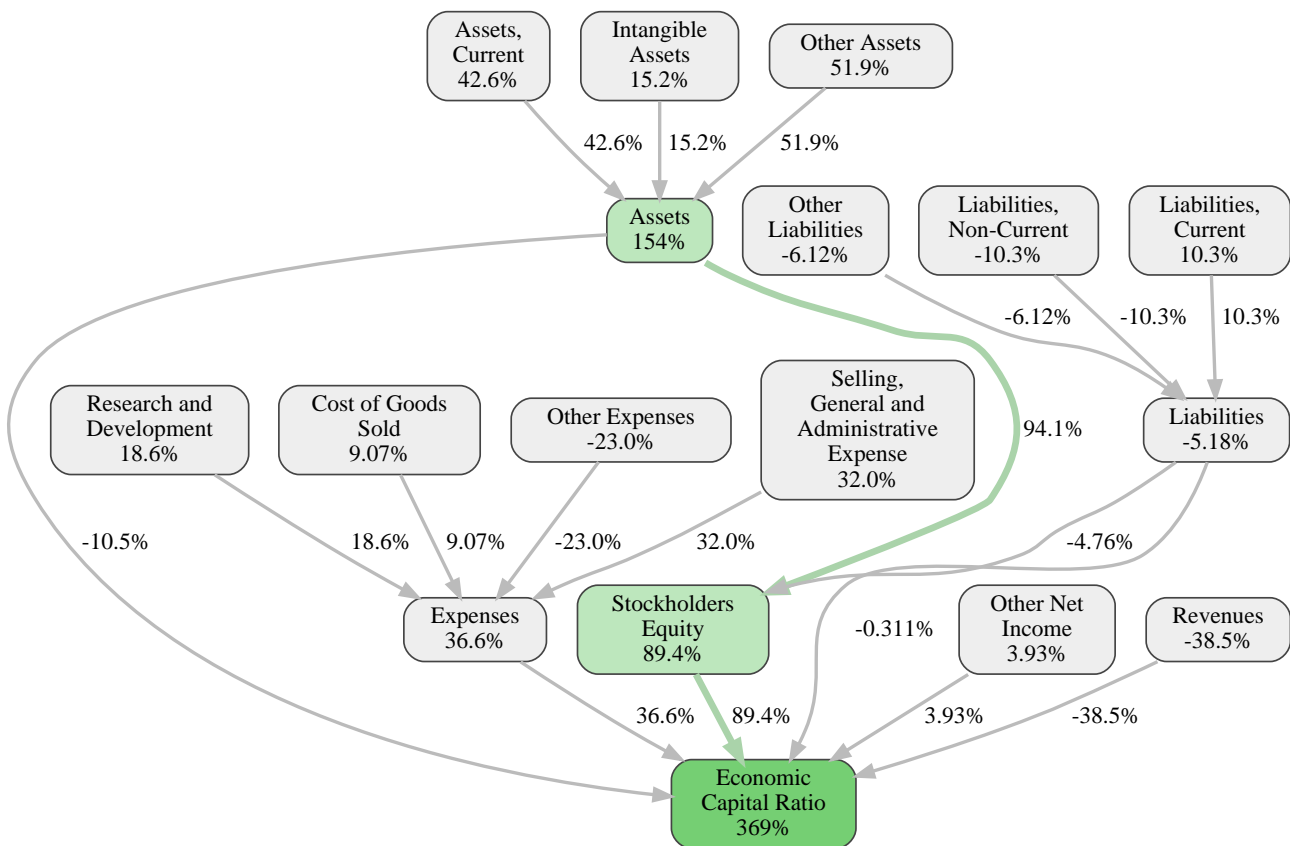 Assets,
Current
42.6%
Intangible
Assets
15.2%
Other Assets
51.9%
42.6%
15.2%
51.9%
Assets
154%
Other
Liabilities
-6.12%
Liabilities,
Non-Current
-10.3%
Liabilities,
Current
10.3%
-6.12%
-10.3%
10.3%
Research and
Development
18.6%
Cost of Goods
Sold
9.07%
Other Expenses
-23.0%
Selling,
General and
Administrative
Expense
32.0%
94.1%
Liabilities
-5.18%
-10.5%
18.6%
9.07%
-23.0%
32.0%
-4.76%
Expenses
36.6%
Stockholders
Equity
89.4%
-0.311%
Other Net
Income
3.93%
Revenues
-38.5%
36.6%
89.4%
3.93%
-38.5%
Economic
Capital Ratio
369%